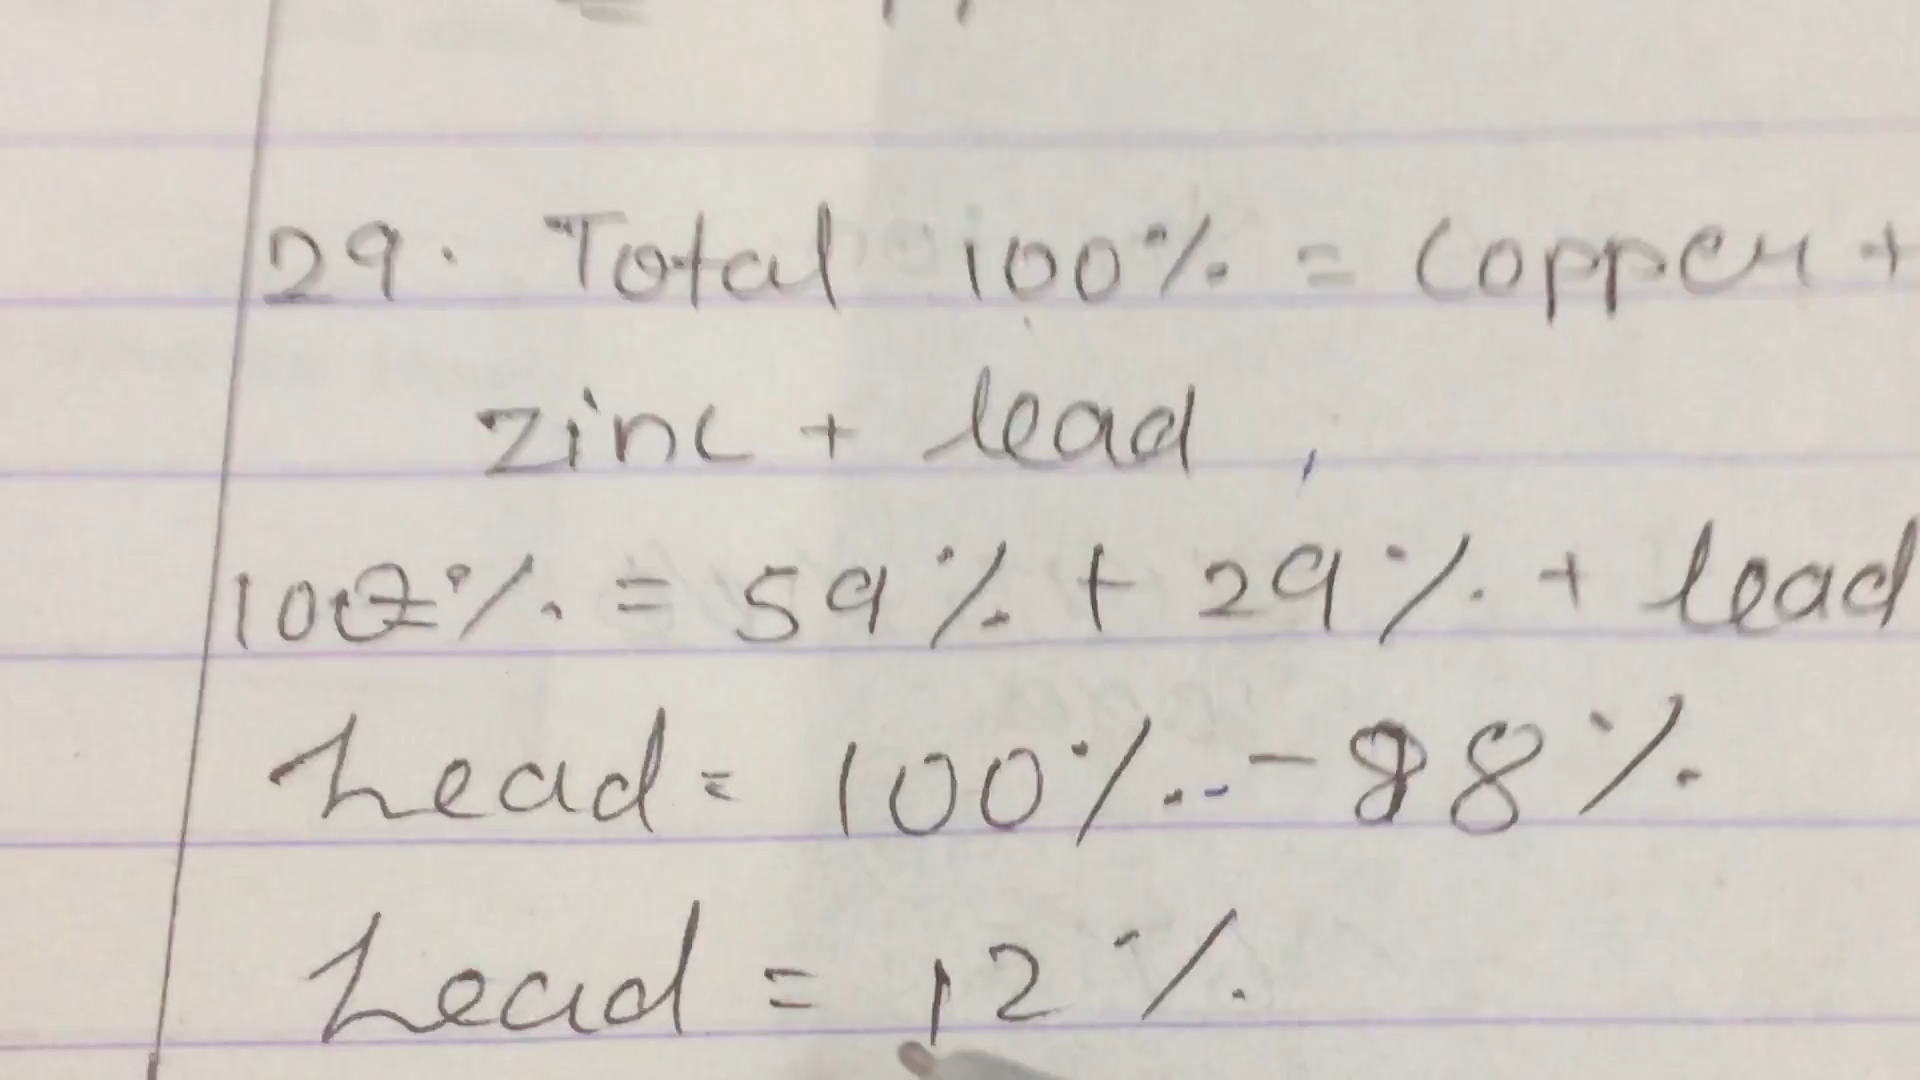 29. Total 100% = Copper +
zinc + lead
100% = 59% + 29% + lead
Lead = 100% - 88%
Lead = 12%